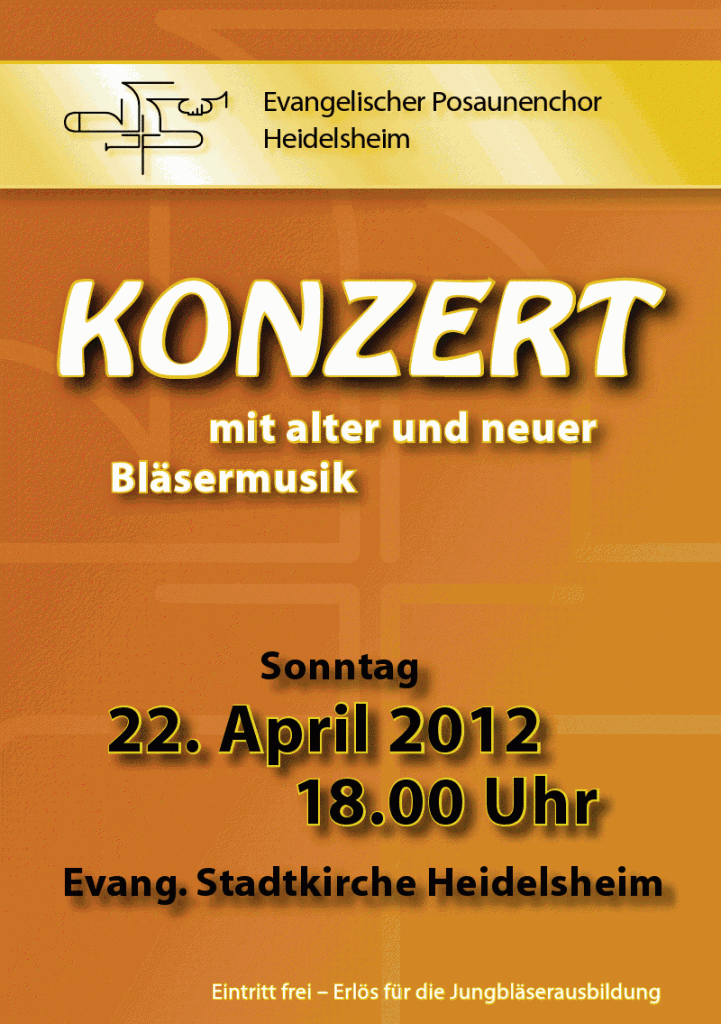 Evangelischer Posaunenchor
Heidelsheim
KONZERT
mit alter und neuer
Bläsermusik
Sonntag
22. April 2012
18.00 Uhr
Evang. Stadtkirche Heidelsheim
Eintritt frei – Erlös für die Jungbläserausbildung